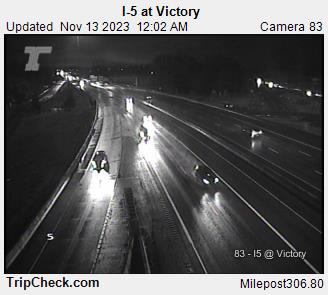 I-5 at Victory
Updated Nov 13 2023 12:02 AM Camera 83
T
S
83 - I5 @ Victory
TripCheck.com Milepost306.80